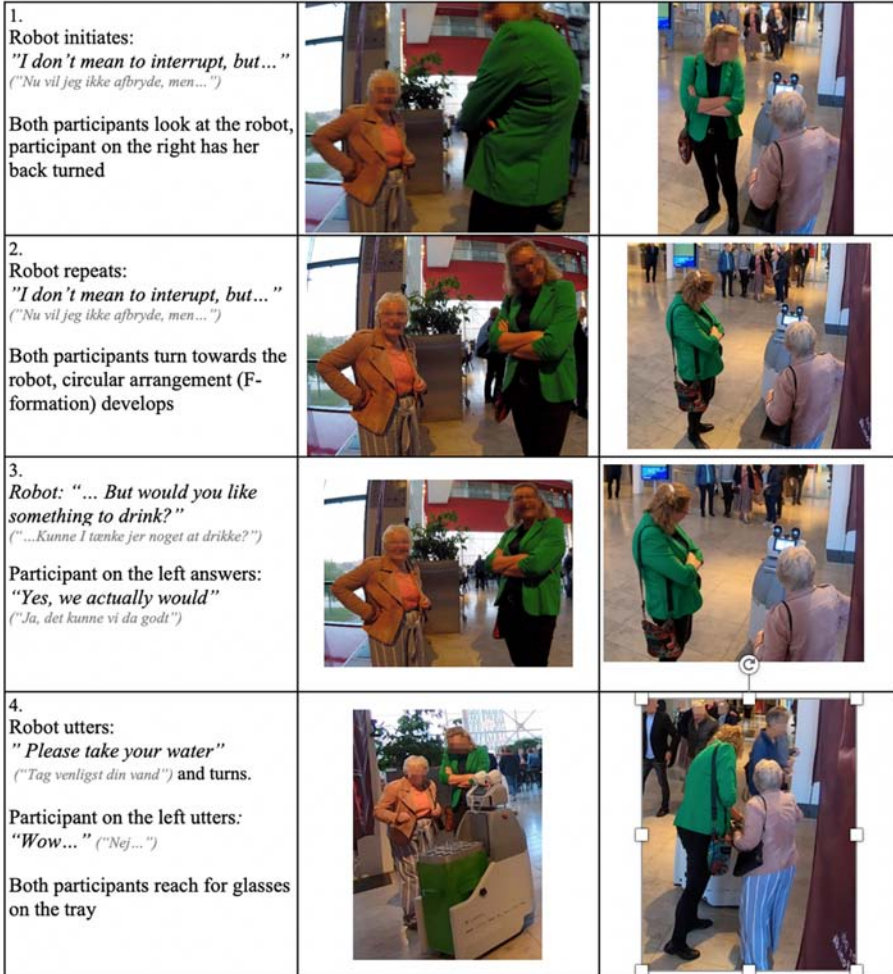 1.
Robot initiates:
”I don’t mean to interrupt, but…”
(”Nu vil jeg ikke afbryde, men…”)
Both participants look at the robot,
participant on the right has her
back turned
2.
Robot repeats:
”I don’t mean to interupt, but…”
(”Nu vil jeg ikke afbryde, men…”)
Both participants turn towards the
robot, circular arrangement (F-
formation) develops
3.
Robot: “… But would you like
something to drink?”
(“…Kunne I tænke jer noget at drikke?”)
Participant on the left answers:
“Yes, we actually would”
(“Ja, det kunne vi da godt”)
4.
Robot utters:
” Please take your water”
(“Tag venligst din vand”) and turns.
Participant on the left utters:
“Wow…” (“Nej…”)
Both participants reach for glasses
on the tray